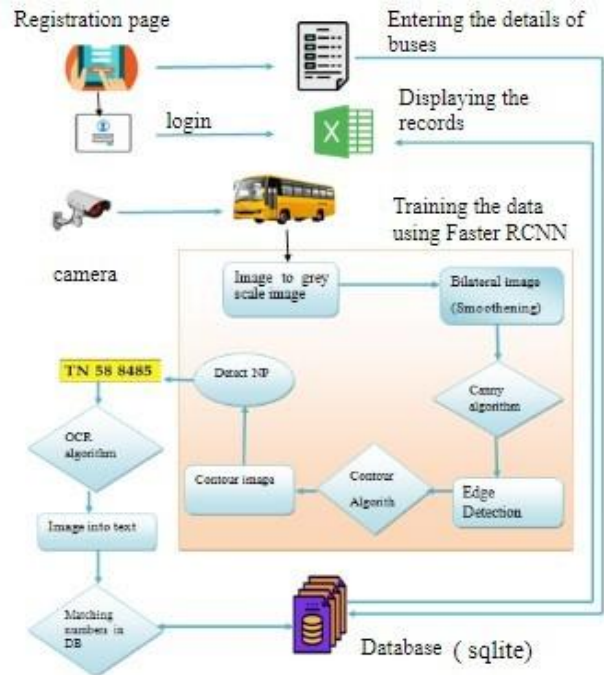 Registration page
Entering the details of
buses
login
Displaying the
records
camera
Training the data
using Faster RCNN
Image to grey
scale image
Bilateral image
(Smoothening)
TN 58 8485
Detect NP
Canny
algorithm
OCR
algorithm
Contour image
Contour
Algorith
Edge
Detection
Image into text
Matching
numbers in
DB
Database ( sqlite)